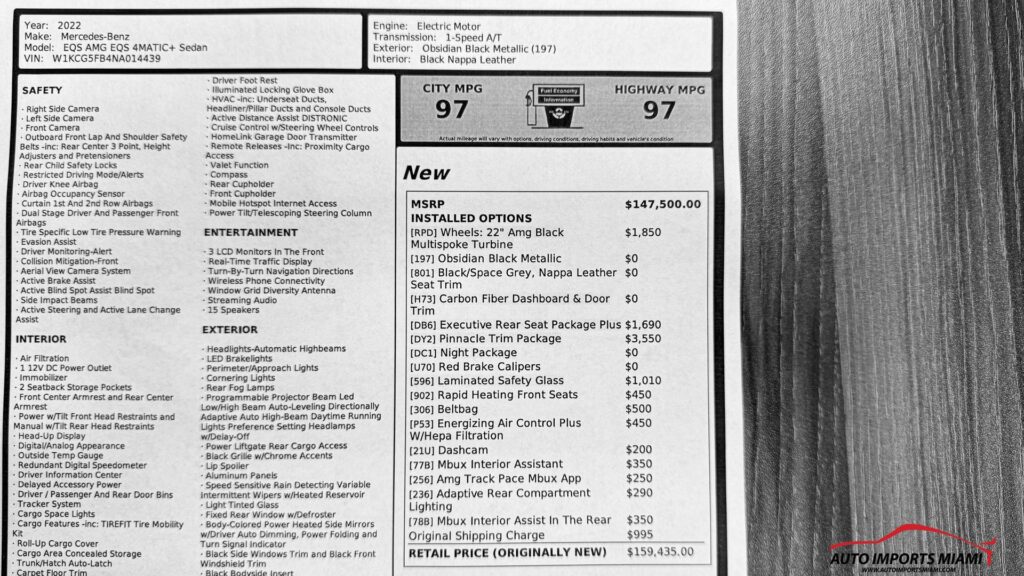 Year: 2022
Make: Mercedes-Benz
Model: EQS AMG EQS 4MATIC+ Sedan
VIN: W1KCG5FB4NA014439
Engine: Electric Motor
Transmission: 1-Speed A/T
Exterior: Obsidian Black Metallic (197)
Interior: Black Nappa Leather
SAFETY
· Right Side Camera
· Left Side Camera
· Front Camera
· Outboard Front Lap And Shoulder Safety
Belts -inc: Rear Center 3 Point, Height
Adjusters and Pretensioners
· Rear Child Safety Locks
· Restricted Driving Mode/Alerts
· Driver Knee Airbag
· Airbag Occupancy Sensor
· Curtain 1st And 2nd Row Airbags
· Dual Stage Driver And Passenger Front
Airbags
· Tire Specific Low Tire Pressure Warning
· Evasion Assist
· Driver Monitoring-Alert
· Collision Mitigation-Front
· Aerial View Camera System
· Active Brake Assist
· Active Blind Spot Assist Blind Spot
· Side Impact Beams
· Active Steering and Active Lane Change
Assist
INTERIOR
· Air Filtration
· 1 12V DC Power Outlet
· Immobilizer
· 2 Seatback Storage Pockets
· Front Center Armrest and Rear Center
Armrest
· Power w/Tilt Front Head Restraints and
Manual w/Tilt Rear Head Restraints
· Head-Up Display
· Digital/Analog Appearance
· Outside Temp Gauge
· Redundant Digital Speedometer
· Driver Information Center
· Delayed Accessory Power
· Driver / Passenger And Rear Door Bins
· Tracker System
· Cargo Space Lights
· Cargo Features -inc: TIREFIT Tire Mobility
Kit
· Roll-Up Cargo Cover
· Cargo Area Concealed Storage
· Trunk/Hatch Auto-Latch
· Carpet Floor Trim
· Driver Foot Rest
· Illuminated Locking Glove Box
· HVAC -inc: Underseat Ducts,
Headliner/Pillar Ducts and Console Ducts
· Active Distance Assist DISTRONIC
· Cruise Control w/Steering Wheel Controls
· HomeLink Garage Door Transmitter
· Remote Releases -Inc: Proximity Cargo
Access
· Valet Function
· Compass
· Rear Cupholder
· Front Cupholder
· Mobile Hotspot Internet Access
· Power Tilt/Telescoping Steering Column
ENTERTAINMENT
· 3 LCD Monitors In The Front
· Real-Time Traffic Display
· Turn-By-Turn Navigation Directions
· Wireless Phone Connectivity
· Window Grid Diversity Antenna
· Streaming Audio
· 15 Speakers
EXTERIOR
· Headlights-Automatic Highbeams
· LED Brakelights
· Perimeter/Approach Lights
· Cornering Lights
· Rear Fog Lamps
· Programmable Projector Beam Led
Low/High Beam Auto-Leveling Directionally
Adaptive Auto High-Beam Daytime Running
Lights Preference Setting Headlamps
w/Delay-Off
· Power Liftgate Rear Cargo Access
· Black Grille w/Chrome Accents
· Lip Spoiler
· Aluminum Panels
· Speed Sensitive Rain Detecting Variable
Intermittent Wipers w/Heated Reservoir
· Light Tinted Glass
· Fixed Rear Window w/Defroster
· Body-Colored Power Heated Side Mirrors
w/Driver Auto Dimming, Power Folding and
Turn Signal Indicator
· Black Side Windows Trim and Black Front
Windshield Trim
· Black Bodyside Insert
CITY MPG
97
Fuel Economy
Information
HIGHWAY MPG
97
Actual mileage will vary with options, driving conditions, driving habits and vehicle's condition
New
MSRP $147,500.00
INSTALLED OPTIONS
[RPD] Wheels: 22" Amg Black $1,850
Multispoke Turbine
[197] Obsidian Black Metallic $0
[801] Black/Space Grey, Nappa Leather $0
Seat Trim
[H73] Carbon Fiber Dashboard & Door $0
Trim
[DB6] Executive Rear Seat Package Plus $1,690
[DY2] Pinnacle Trim Package $3,550
[DC1] Night Package $0
[U70] Red Brake Calipers $0
[596] Laminated Safety Glass $1,010
[902] Rapid Heating Front Seats $450
[306] Beltbag $500
[P53] Energizing Air Control Plus $450
W/Hepa Filtration
[21U] Dashcam $200
[77B] Mbux Interior Assistant $350
[256] Amg Track Pace Mbux App $250
[236] Adaptive Rear Compartment $290
Lighting
[78B] Mbux Interior Assist In The Rear $350
Original Shipping Charge $995
RETAIL PRICE (ORIGINALLY NEW) $159,435.00
AUTO IMPORTS MIAMI
WWW.AUTOIMPORTSMIAMI.COM